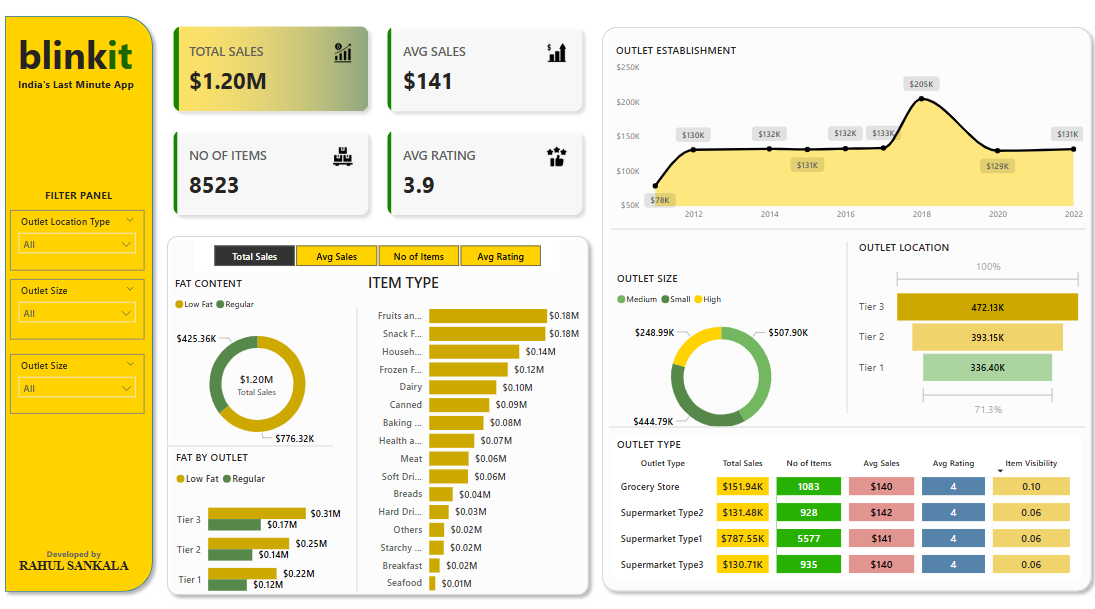 blinkit
India's Last Minute App
FILTER PANEL
Outlet Location Type
All
Outlet Size
All
Outlet Size
All
Developed by
RAHUL SANKALA
TOTAL SALES
$1.20M
AVG SALES
$141
NO OF ITEMS
8523
AVG RATING
3.9
Total Sales Avg Sales No of Items Avg Rating
FAT CONTENT
Low Fat Regular
$425.36K
$1.20M
Total Sales
$776.32K
FAT BY OUTLET
Low Fat Regular
Tier 3 $0.31M
$0.17M
Tier 2 $0.25M
$0.14M
Tier 1 $0.22M
$0.12M
ITEM TYPE
Fruits an... $0.18M
Snack F... $0.18M
Househ... $0.14M
Frozen F... $0.12M
Dairy $0.10M
Canned $0.09M
Baking ... $0.08M
Health a... $0.07M
Meat $0.06M
Soft Dri... $0.06M
Breads $0.04M
Hard Dri... $0.03M
Others $0.02M
Starchy ... $0.02M
Breakfast $0.02M
Seafood $0.01M
OUTLET ESTABLISHMENT
$250K
$200K
$150K
$100K
$50K
$78K $130K $132K $131K $132K $133K $205K $129K $131K
2012 2014 2016 2018 2020 2022
OUTLET SIZE
Medium Small High
$248.99K $507.90K
$444.79K
OUTLET LOCATION
100%
Tier 3 472.13K
Tier 2 393.15K
Tier 1 336.40K
71.3%
OUTLET TYPE
Outlet Type Total Sales No of Items Avg Sales Avg Rating Item Visibility
Grocery Store $151.94K 1083 $140 4 0.10
Supermarket Type2 $131.48K 928 $142 4 0.06
Supermarket Type1 $787.55K 5577 $141 4 0.06
Supermarket Type3 $130.71K 935 $140 4 0.06